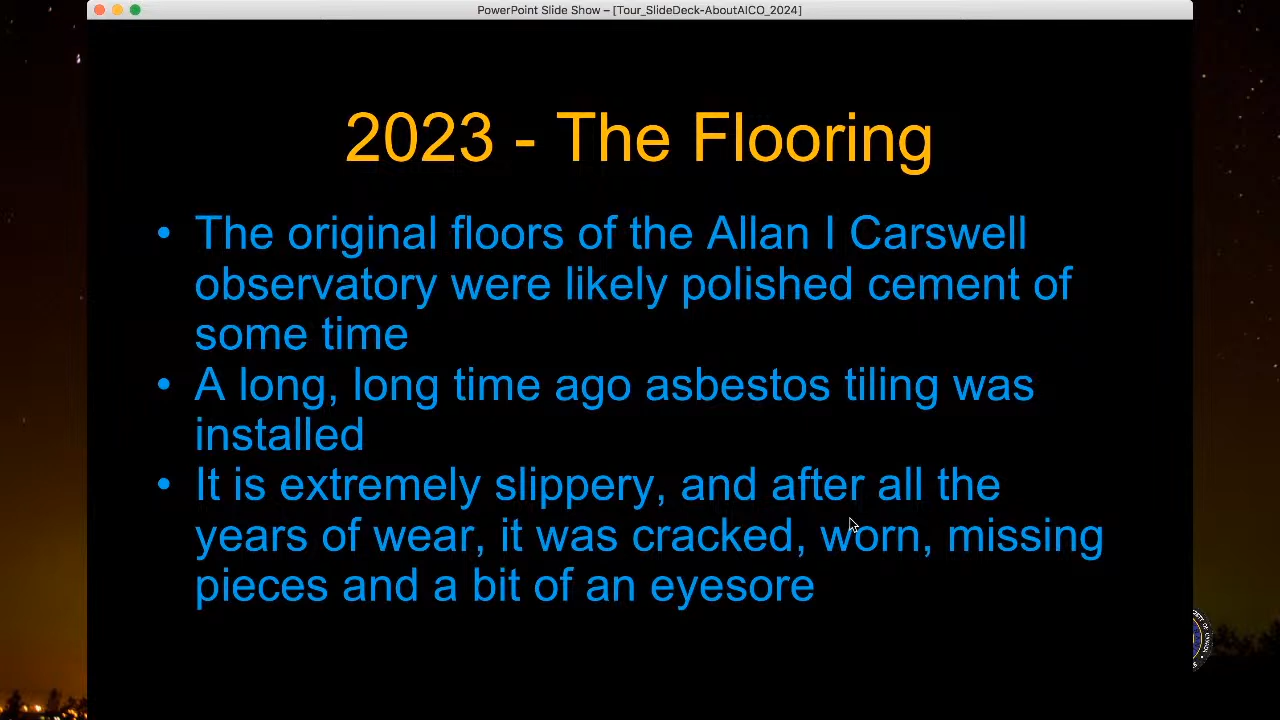 PowerPoint Slide Show – [Tour_SlideDeck-AboutAICO_2024]
2023 - The Flooring
• The original floors of the Allan I Carswell
observatory were likely polished cement of
some time
• A long, long time ago asbestos tiling was
installed
• It is extremely slippery, and after all the
years of wear, it was cracked, worn, missing
pieces and a bit of an eyesore